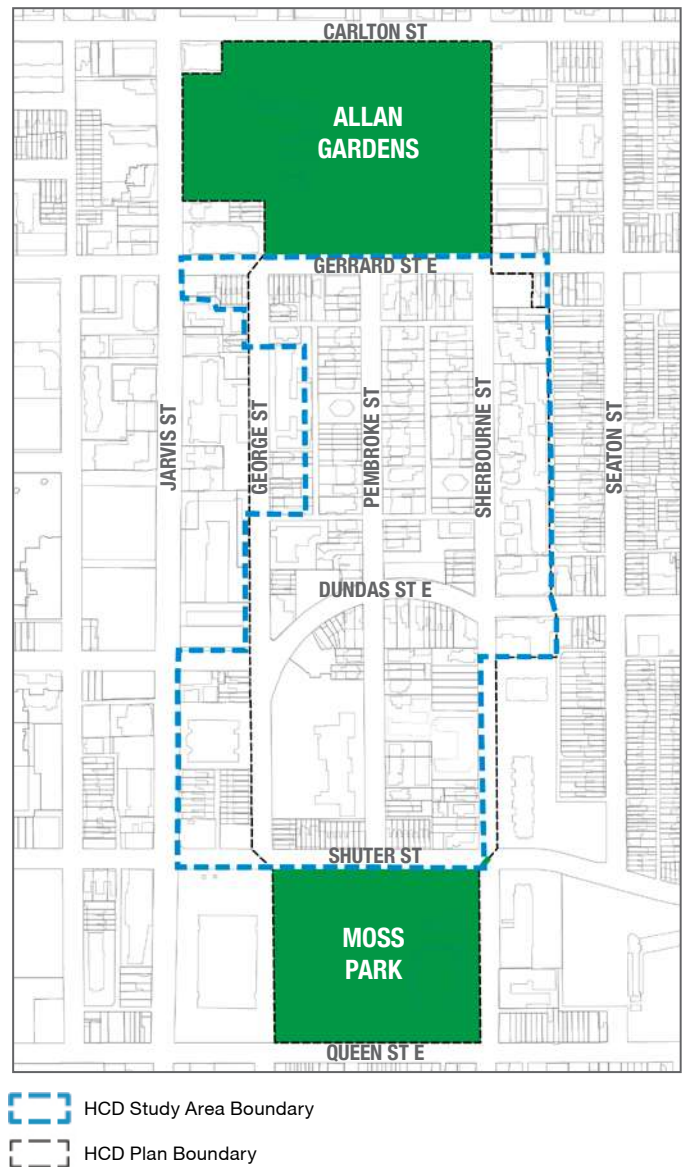 CARLTON ST
ALLAN
GARDENS
GERRARD ST E
JARVIS ST
GEORGE ST
PEMBROKE ST
SHERBOURNE ST
SEATON ST
DUNDAS ST E
SHUTER ST
MOSS
PARK
QUEEN ST E
HCD Study Area Boundary
HCD Plan Boundary